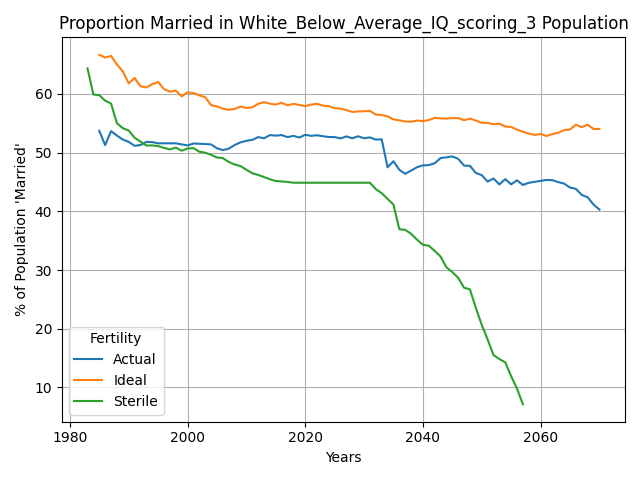 Proportion Married in White_Below_Average_IQ_scoring_3 Population
% of Population 'Married'
60
50
40
30
20
10
Fertility
Actual
Ideal
Sterile
1980
2000
2020
2040
2060
Years